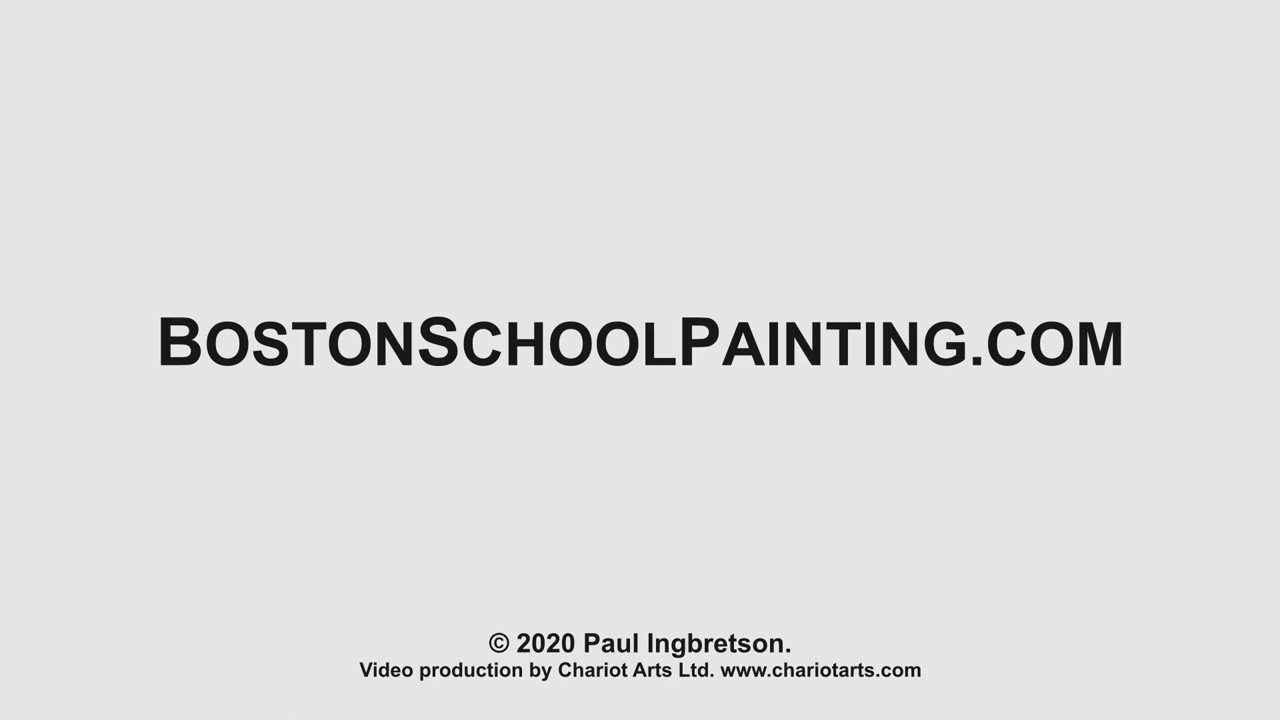 BOSTONSCHOOLPAINTING.COM
© 2020 Paul Ingbretson.
Video production by Chariot Arts Ltd. www.chariotarts.com